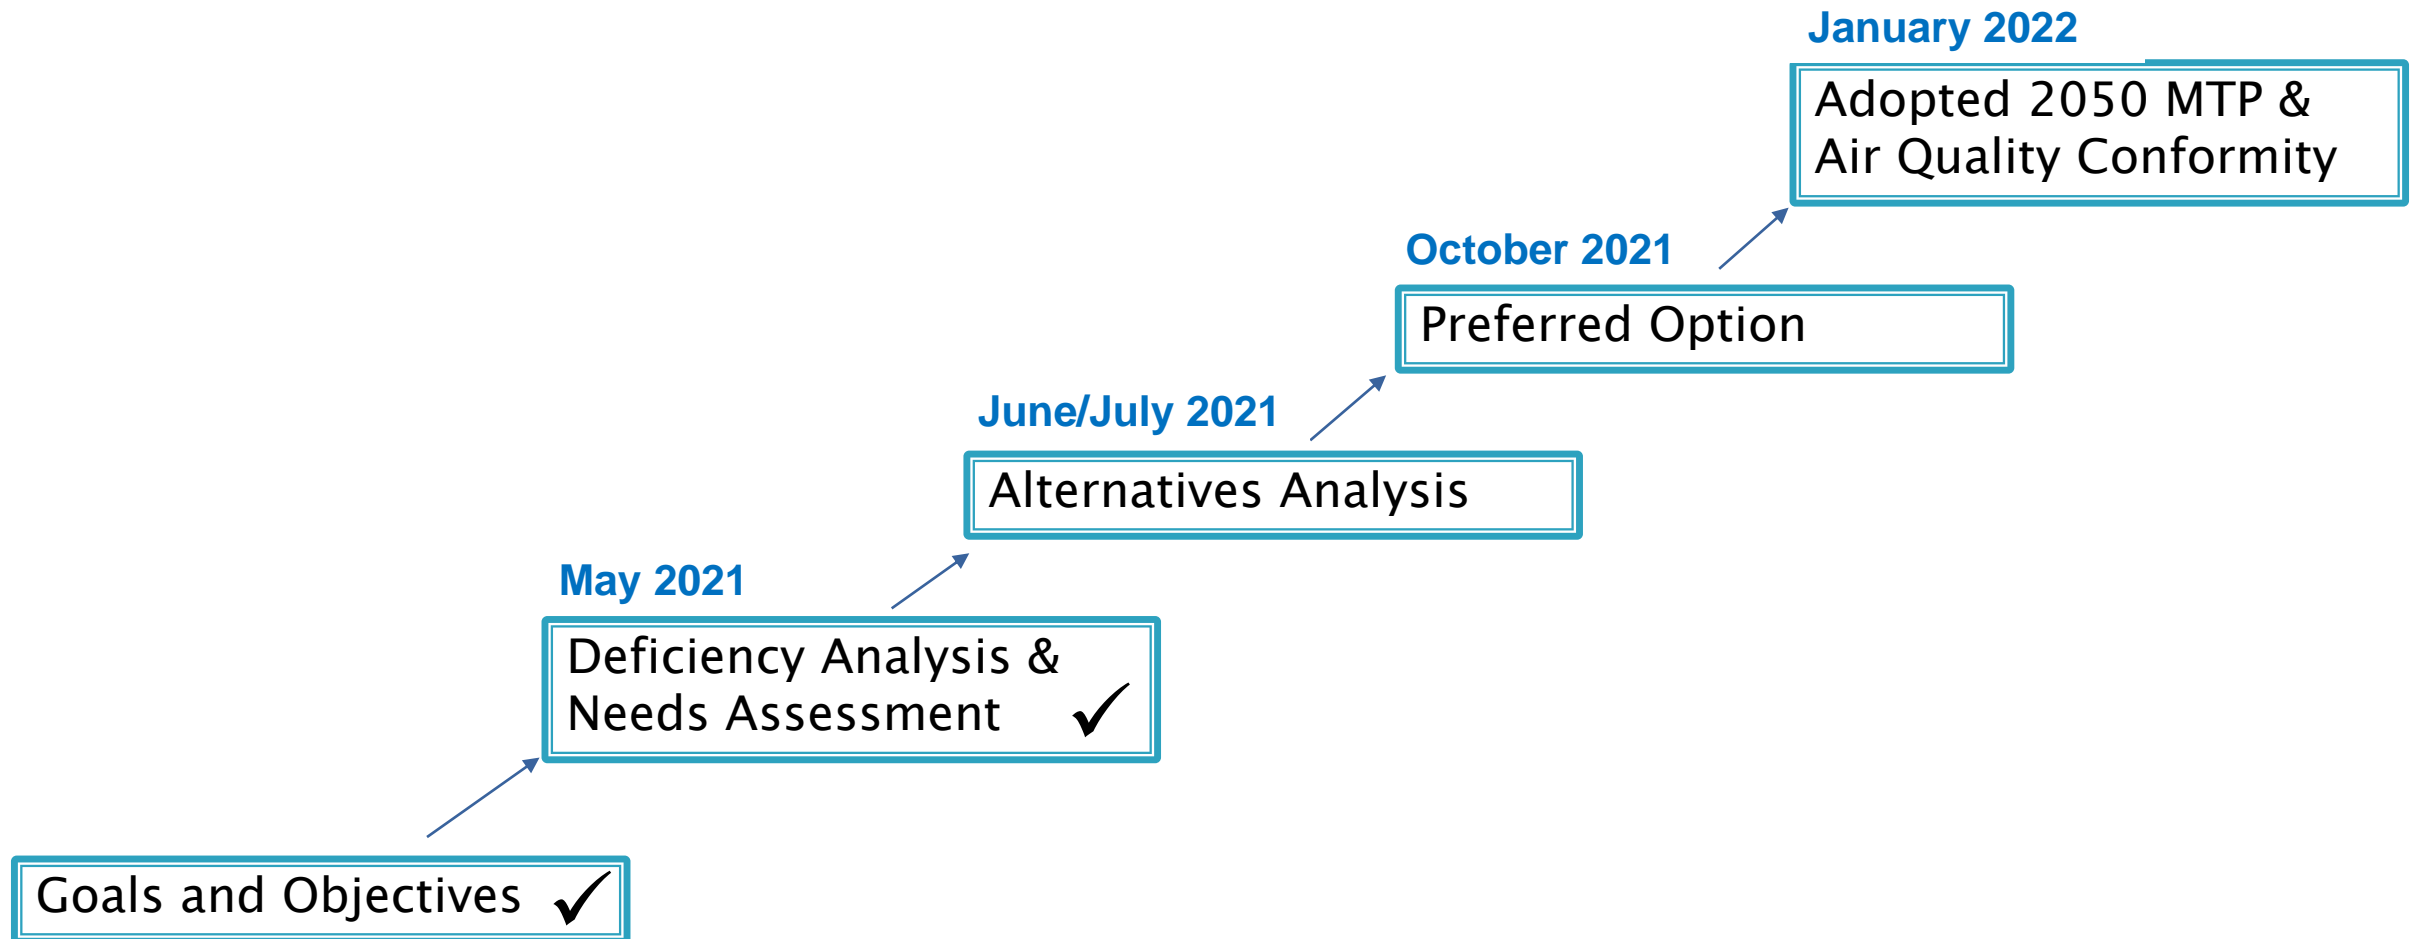 January 2022
Adopted 2050 MTP &
Air Quality Conformity
October 2021
Preferred Option
June/July 2021
Alternatives Analysis
May 2021
Deficiency Analysis &
Needs Assessment ✓
Goals and Objectives ✓